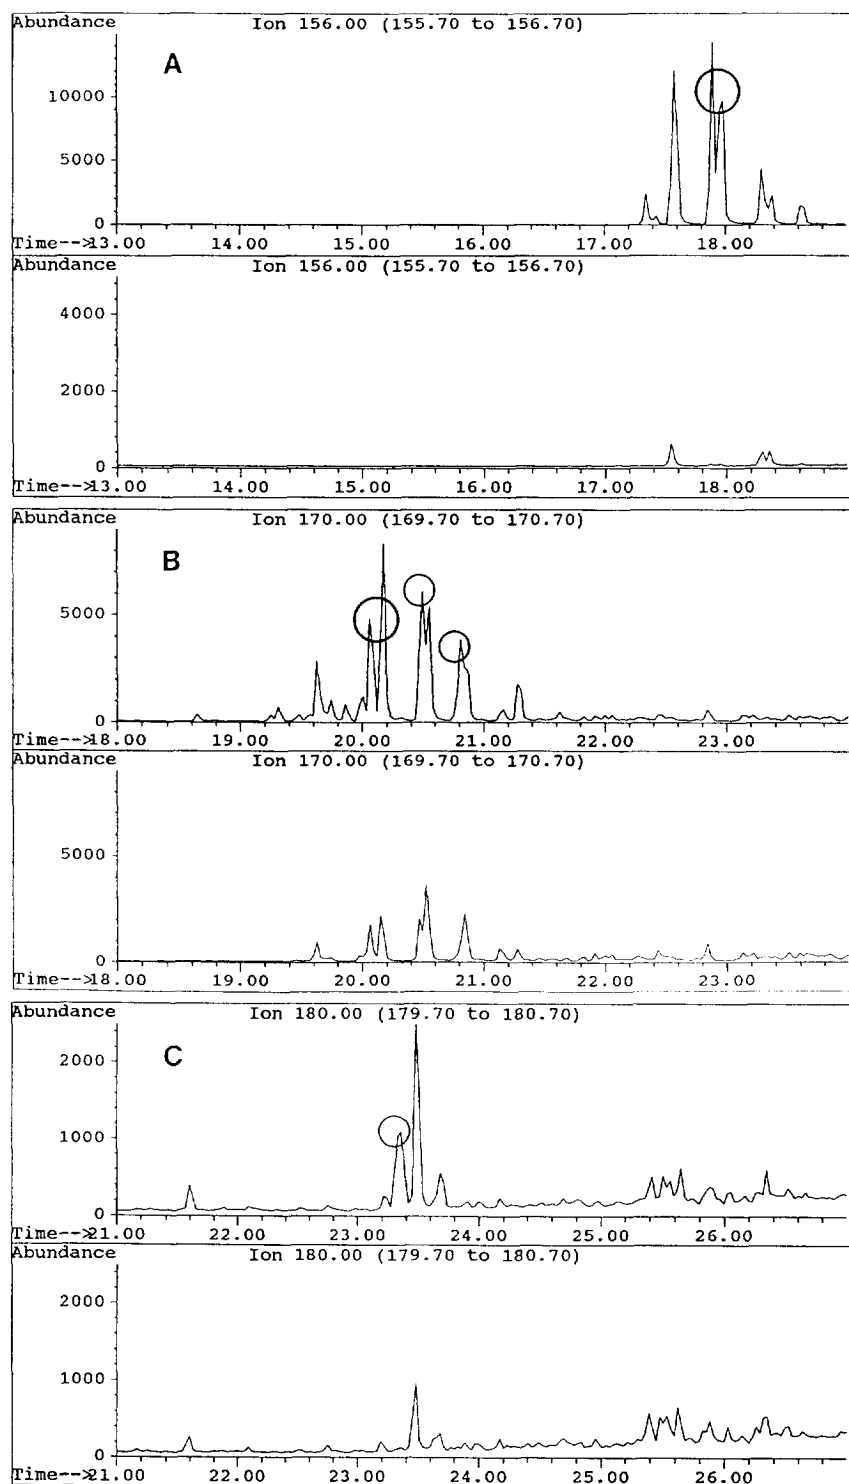 Abundance Ion 156.00 (155.70 to 156.70)
A
10000
5000
0
Time-->13.00 14.00 15.00 16.00 17.00 18.00
Abundance Ion 156.00 (155.70 to 156.70)
4000
2000
0
Time-->13.00 14.00 15.00 16.00 17.00 18.00
Abundance Ion 170.00 (169.70 to 170.70)
B
5000
0
Time-->18.00 19.00 20.00 21.00 22.00 23.00
Abundance Ion 170.00 (169.70 to 170.70)
5000
0
Time-->18.00 19.00 20.00 21.00 22.00 23.00
Abundance Ion 180.00 (179.70 to 180.70)
C
2000
1000
0
Time-->21.00 22.00 23.00 24.00 25.00 26.00
Abundance Ion 180.00 (179.70 to 180.70)
2000
1000
0
Time-->21.00 22.00 23.00 24.00 25.00 26.00